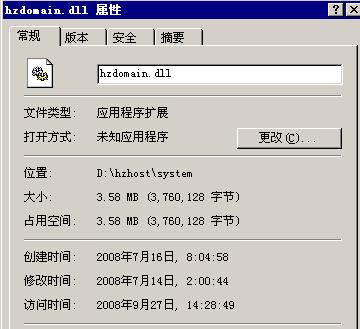 hzdomain.dll 属性
常规 版本 安全 摘要
hzdomain.dll
文件类型: 应用程序扩展
打开方式: 未知应用程序 更改(C)...
位置: D:\hzhost\system
大小: 3.58 MB (3,760,128 字节)
占用空间: 3.58 MB (3,760,128 字节)
创建时间: 2008年7月16日, 8:04:58
修改时间: 2008年7月14日, 2:00:44
访问时间: 2008年9月27日, 14:28:49